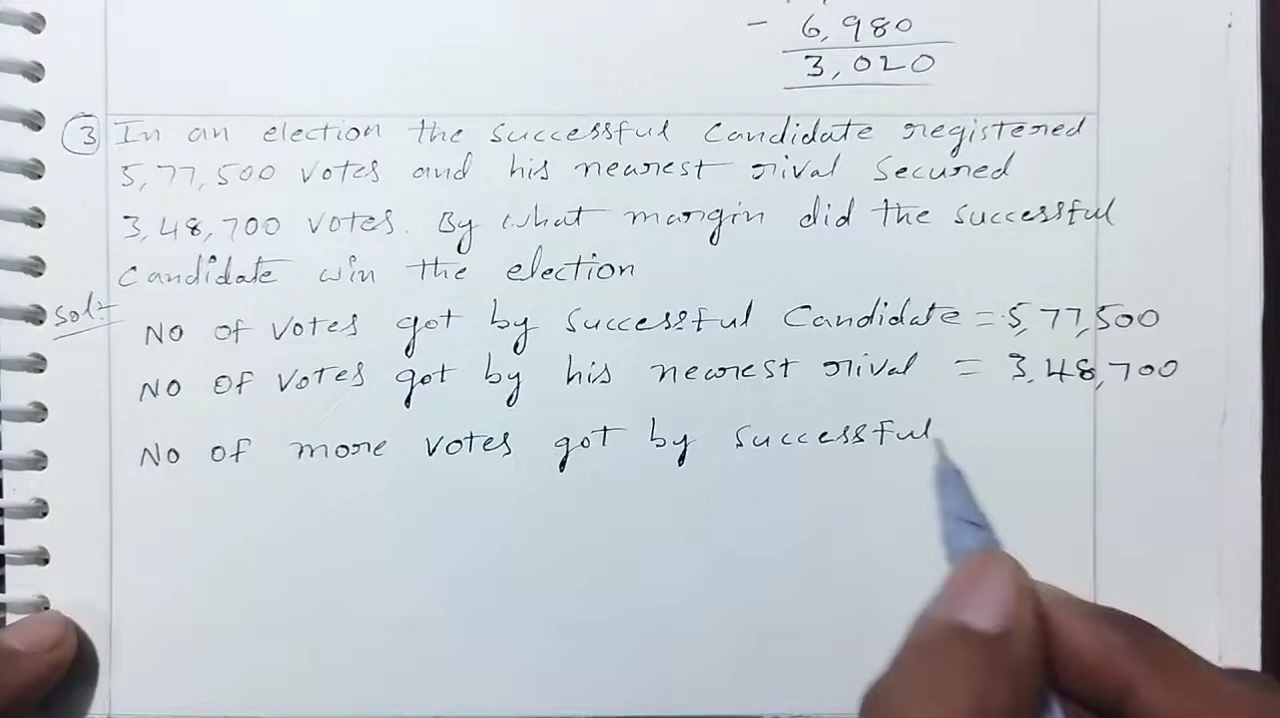 - 6,980
3,020
3 In an election the successful candidate registered
5,77,500 votes and his nearest rival secured
3,48,700 votes. By what margin did the successful
candidate win the election
Sol:-
No of votes got by successful candidate = 5,77,500
No of votes got by his nearest rival = 3,48,700
No of more votes got by successful